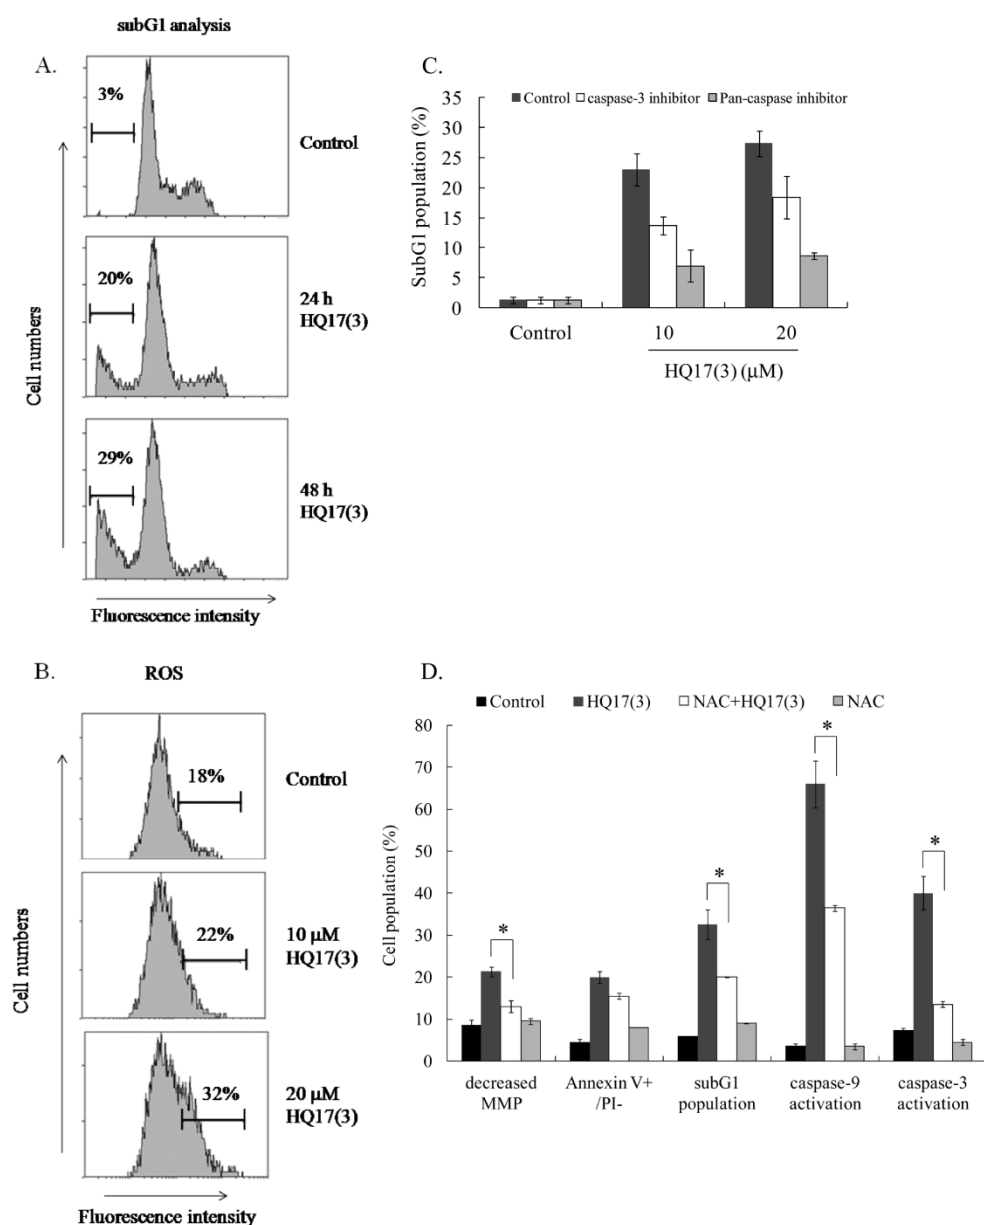 subG1 analysis
A.
3%
Control
20%
24 h
HQ17(3)
29%
48 h
HQ17(3)
Cell numbers
Fluorescence intensity
B.
ROS
18%
Control
22%
10 μM
HQ17(3)
32%
20 μM
HQ17(3)
Cell numbers
Fluorescence intensity
C.
Control caspase-3 inhibitor Pan-caspase inhibitor
SubG1 population (%)
35
30
25
20
15
10
5
0
Control 10 20
HQ17(3) (μM)
D.
Control HQ17(3) NAC+HQ17(3) NAC
Cell population (%)
80
70
60
50
40
30
20
10
0
* * * *
decreased
MMP
Annexin V+
/PI-
subG1
population
caspase-9
activation
caspase-3
activation